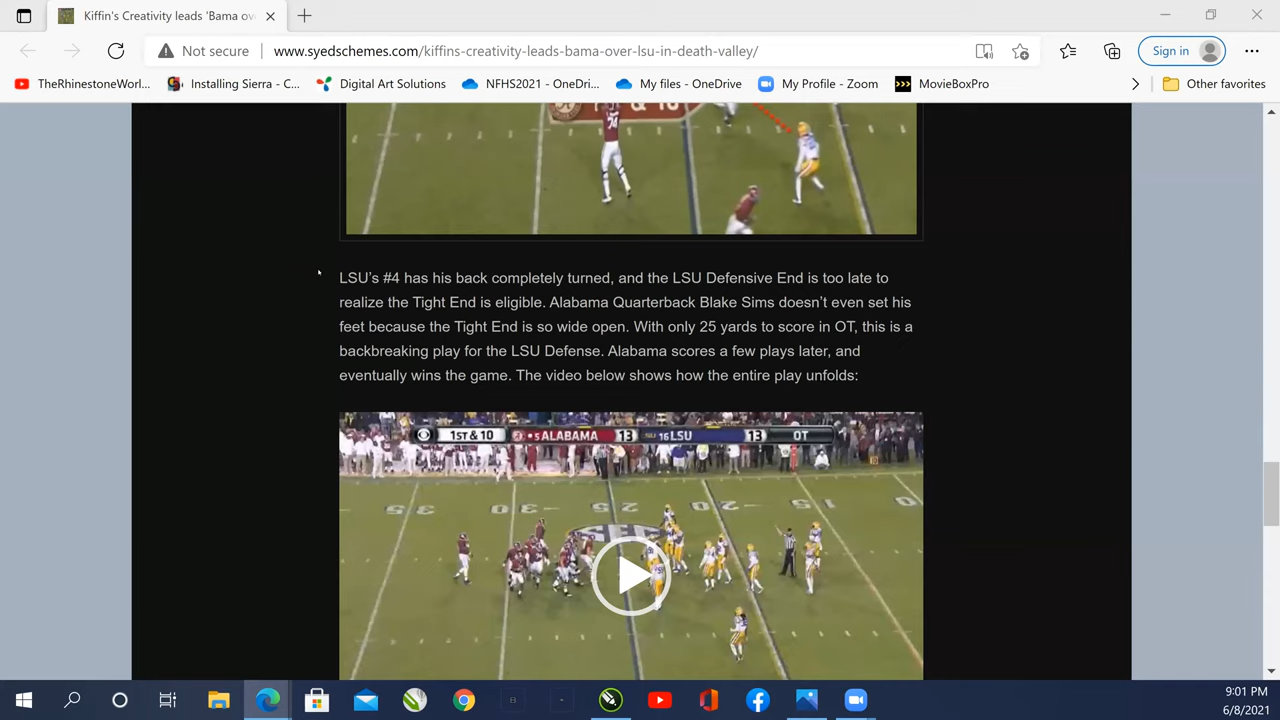 Kiffin's Creativity leads 'Bama ov
Not secure
www.syedschemes.com/kiffins-creativity-leads-bama-over-lsu-in-death-valley/
Sign in
TheRhinestoneWorl...
Installing Sierra - C...
Digital Art Solutions
NFHS2021 - OneDri...
My files - OneDrive
My Profile - Zoom
MovieBoxPro
Other favorites
74
LSU’s #4 has his back completely turned, and the LSU Defensive End is too late to
realize the Tight End is eligible. Alabama Quarterback Blake Sims doesn’t even set his
feet because the Tight End is so wide open. With only 25 yards to score in OT, this is a
backbreaking play for the LSU Defense. Alabama scores a few plays later, and
eventually wins the game. The video below shows how the entire play unfolds:
1ST & 10
5 ALABAMA 13
16 LSU 13
OT
9:01 PM
6/8/2021